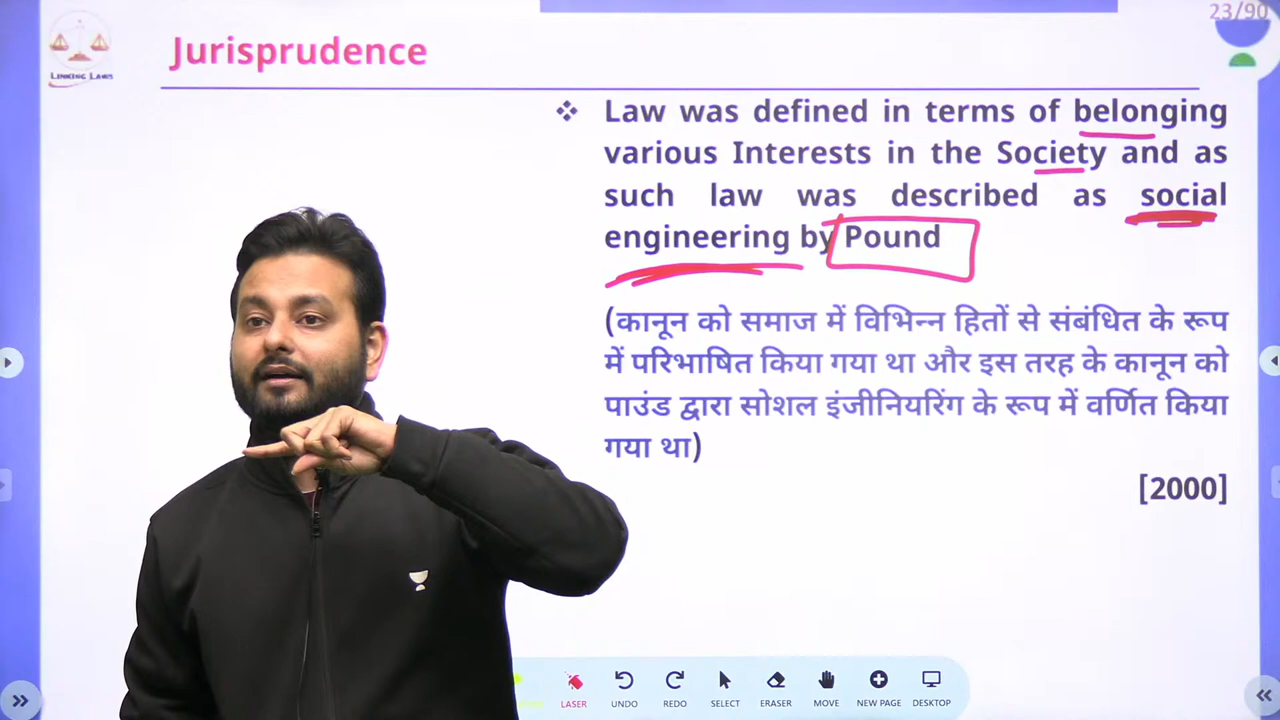 23/90
LINKING LAWS
Jurisprudence
❖ Law was defined in terms of belonging
various Interests in the Society and as
such law was described as social
engineering by Pound
(कानून को समाज में विभिन्न हितों से संबंधित के रूप
में परिभाषित किया गया था और इस तरह के कानून को
पाउंड द्वारा सोशल इंजीनियरिंग के रूप में वर्णित किया
गया था)
[2000]
LASER UNDO REDO SELECT ERASER MOVE NEW PAGE DESKTOP